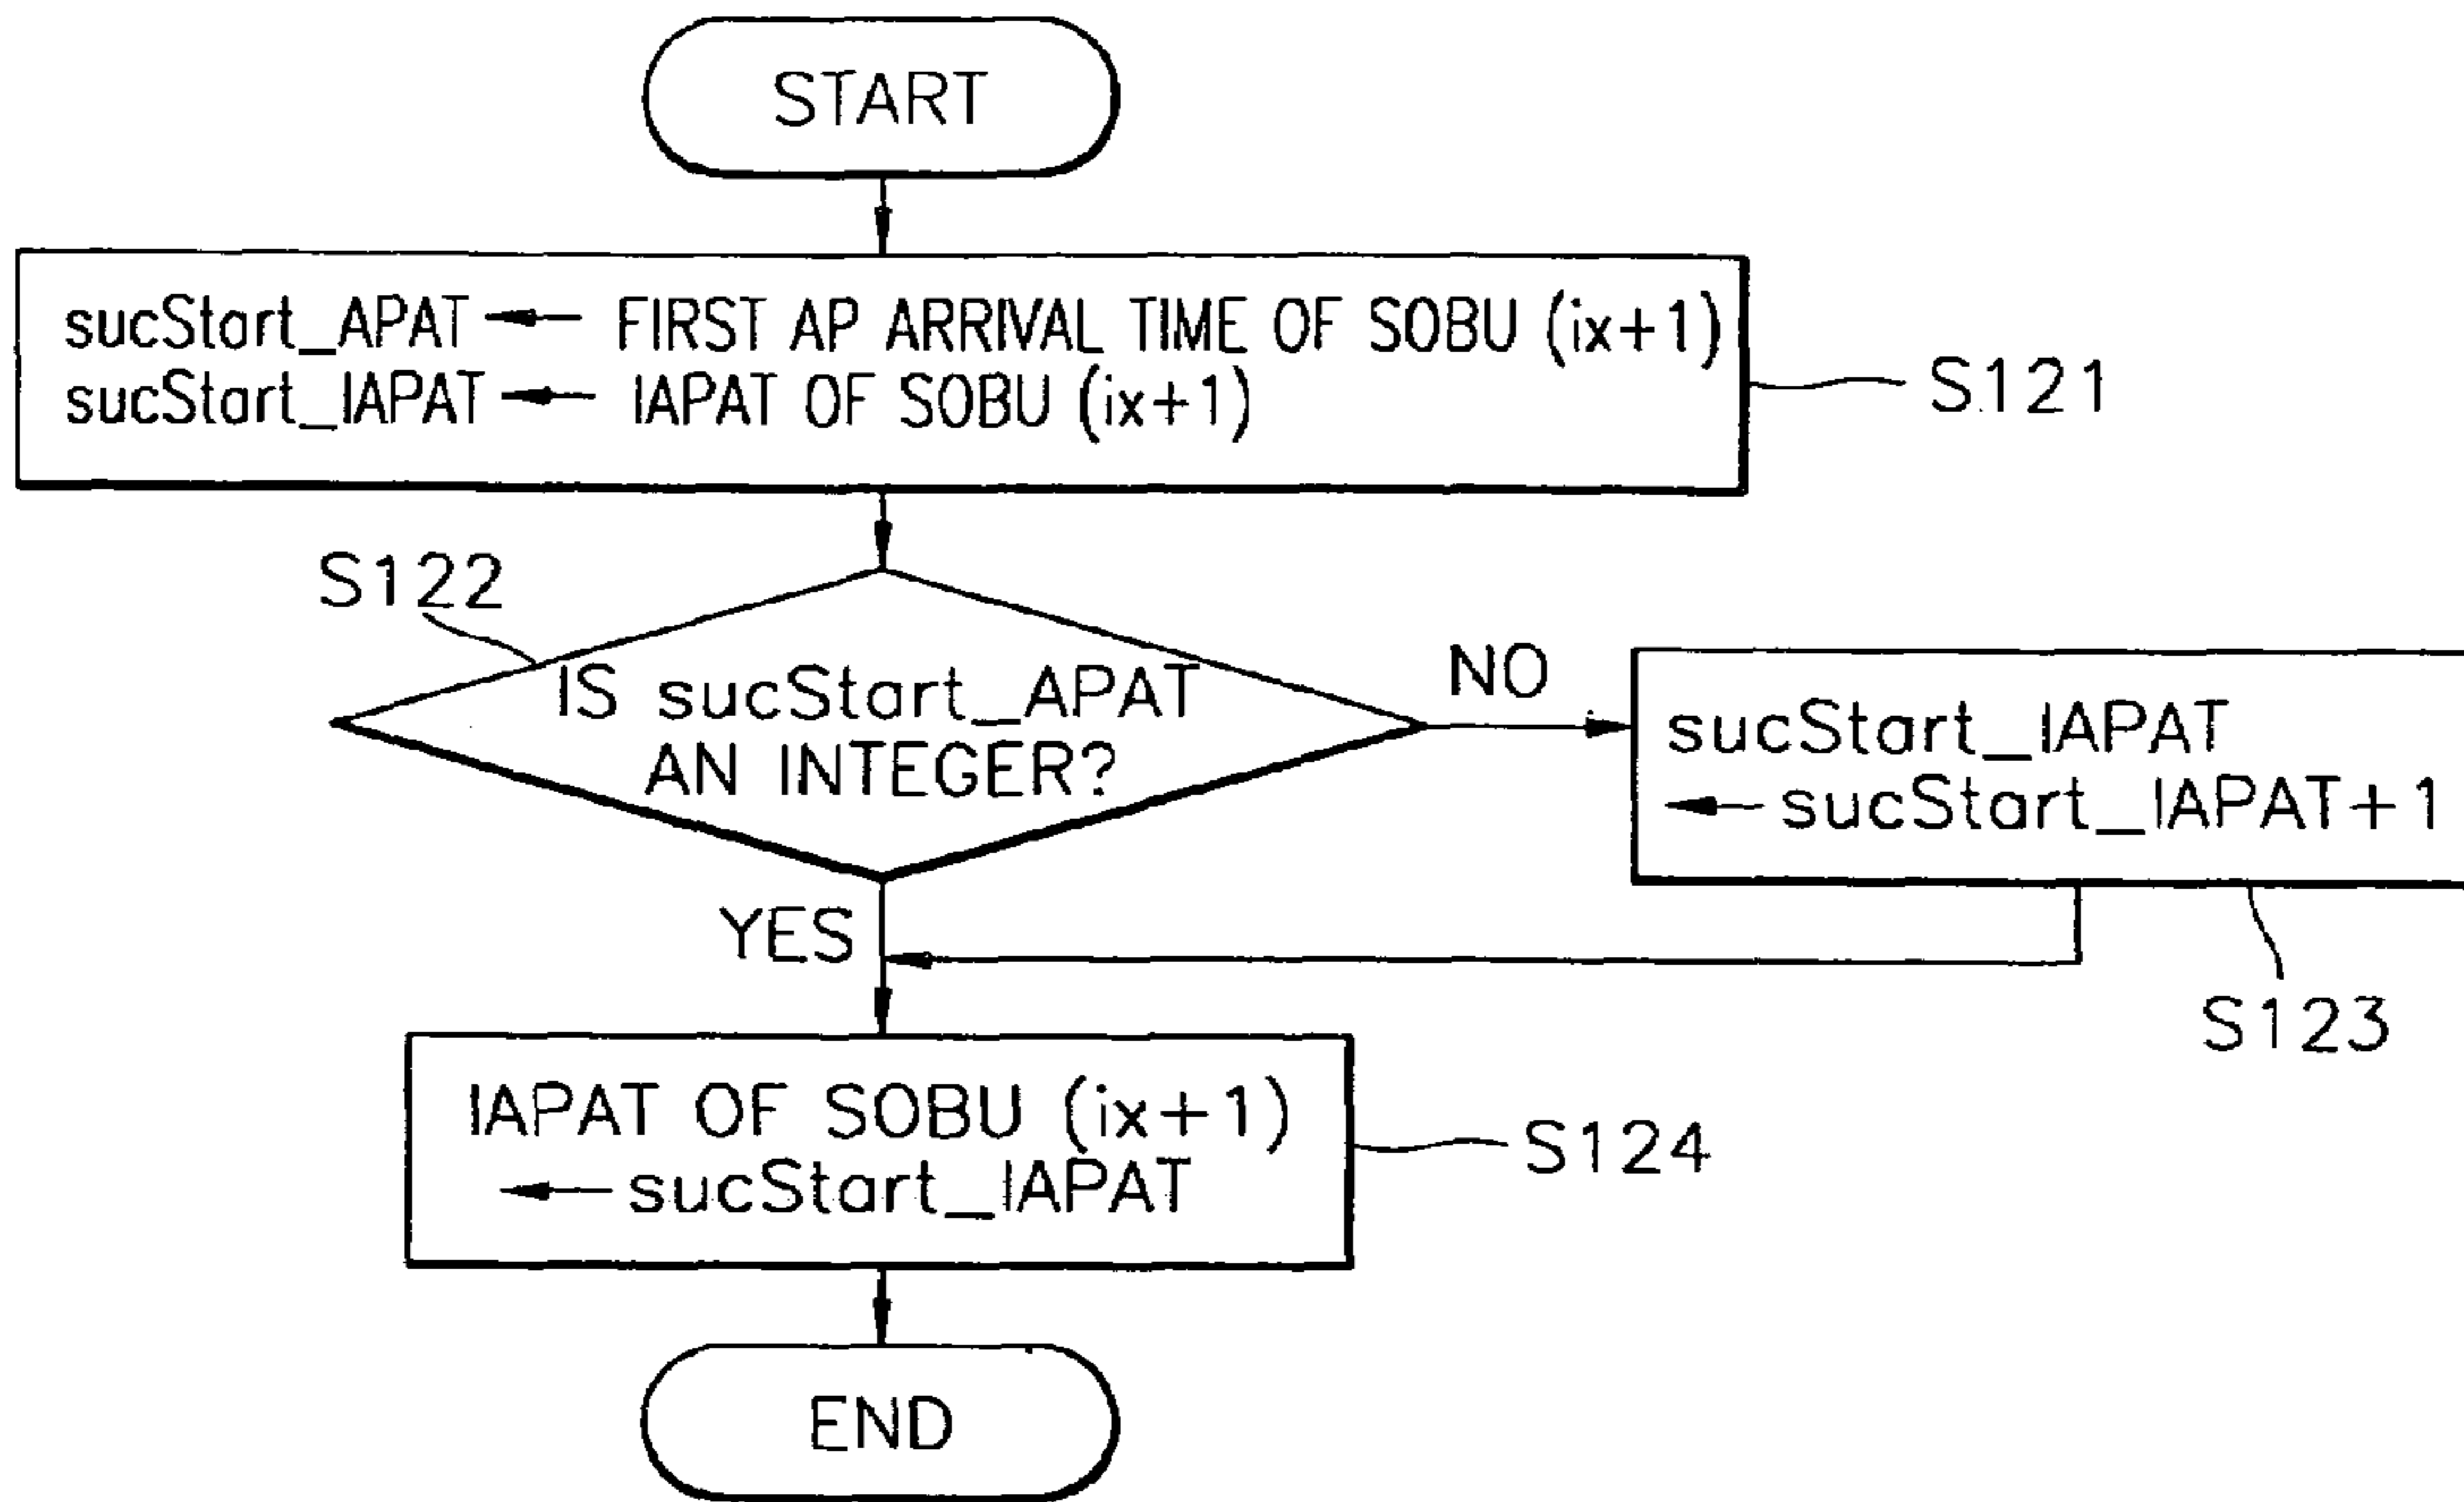 START
sucStart_APAT ← FIRST AP ARRIVAL TIME OF SOBU (ix+1)
sucStart_IAPAT ← IAPAT OF SOBU (ix+1)
S121
S122
IS sucStart_APAT
AN INTEGER?
NO
sucStart_IAPAT
← sucStart_IAPAT+1
YES
S123
IAPAT OF SOBU (ix+1)
← sucStart_IAPAT
S124
END